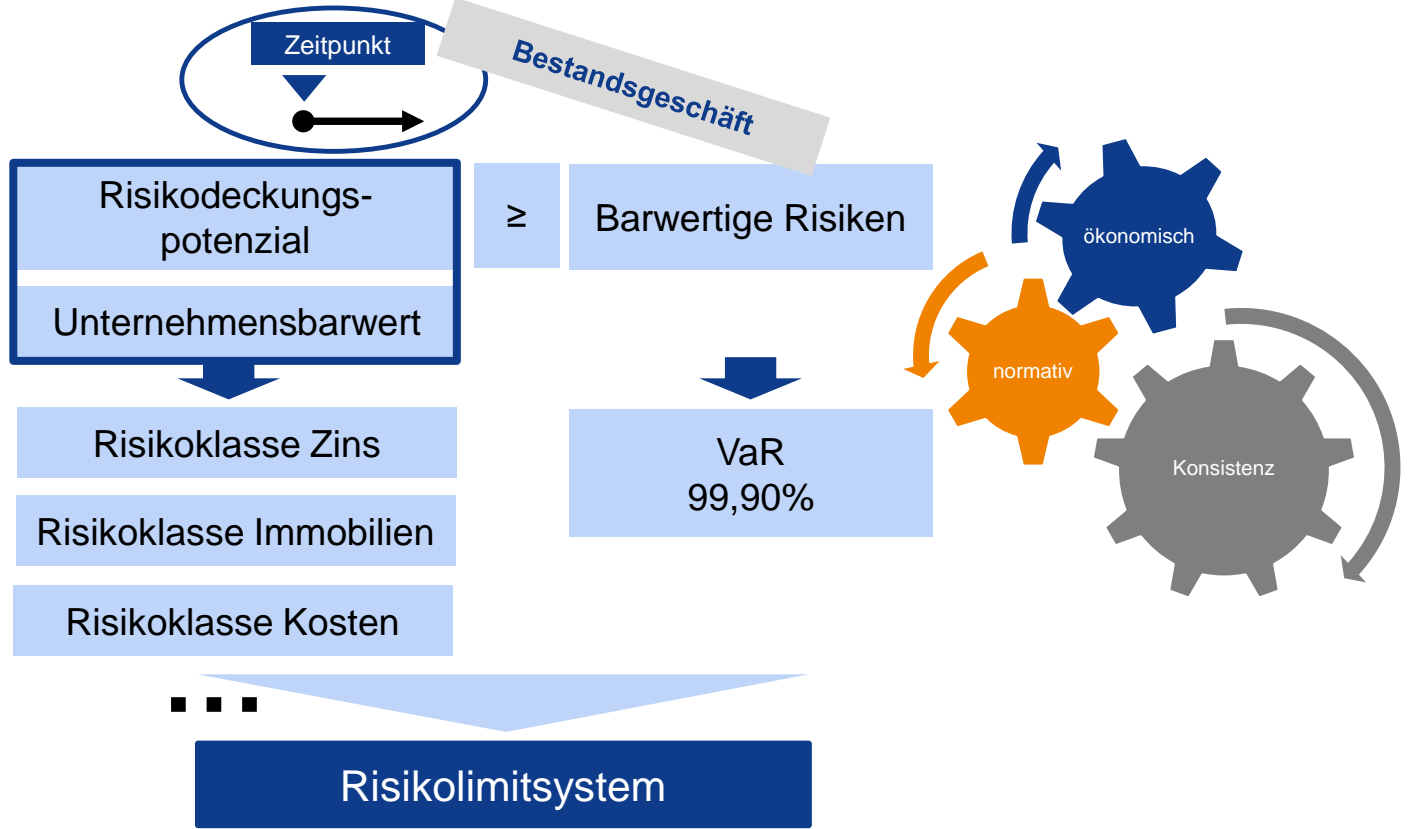 Zeitpunkt
Bestandsgeschäft
Risikodeckungs-
potenzial
≥
Barwertige Risiken
Unternehmensbarwert
Risikoklasse Zins
Risikoklasse Immobilien
Risikoklasse Kosten
...
VaR
99,90%
Risikolimitsystem
ökonomisch
normativ
Konsistenz